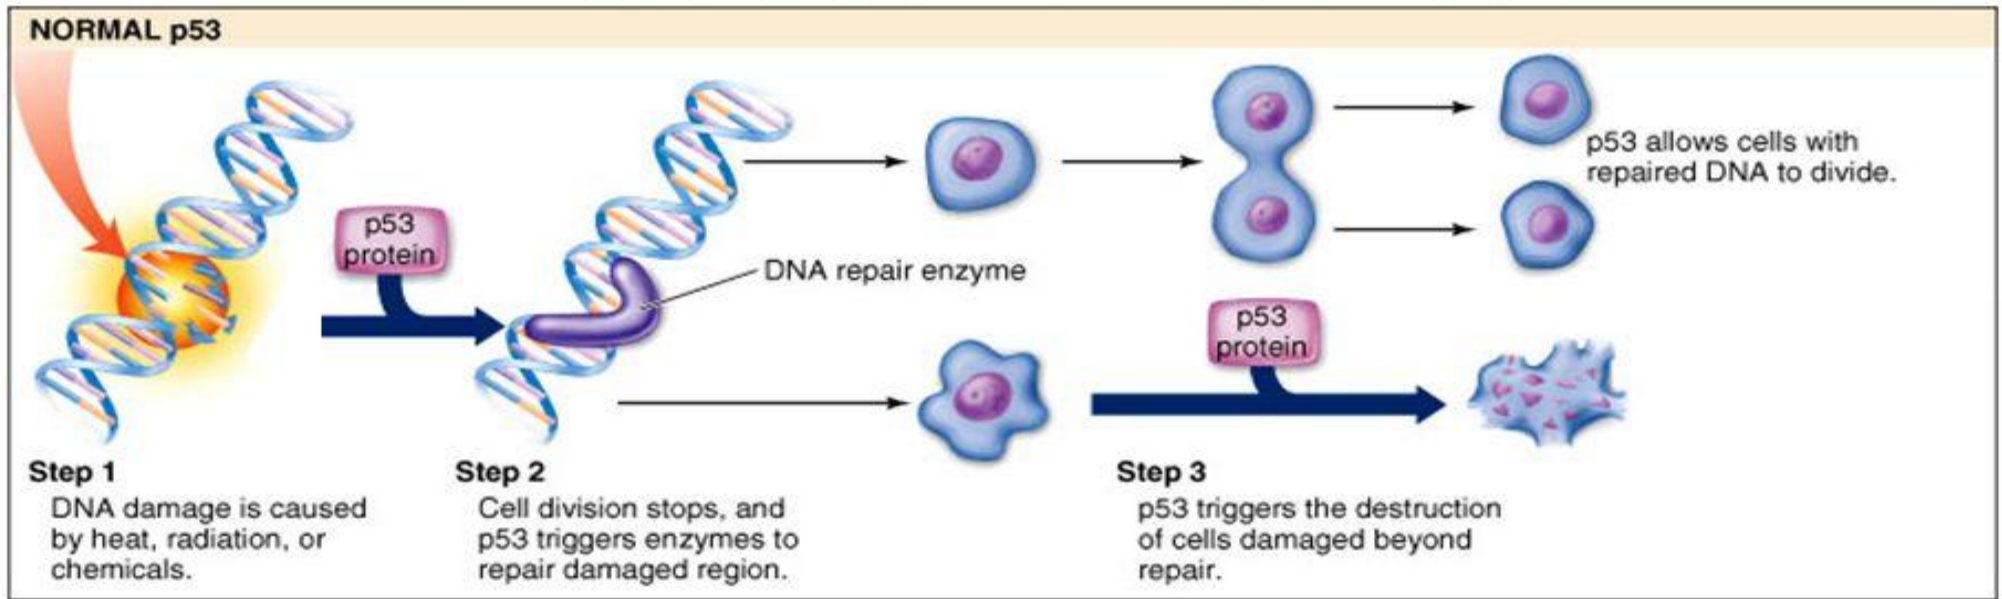 NORMAL p53
p53
protein
DNA repair enzyme
p53 allows cells with
repaired DNA to divide.
p53
protein
Step 1
DNA damage is caused
by heat, radiation, or
chemicals.
Step 2
Cell division stops, and
p53 triggers enzymes to
repair damaged region.
Step 3
p53 triggers the destruction
of cells damaged beyond
repair.